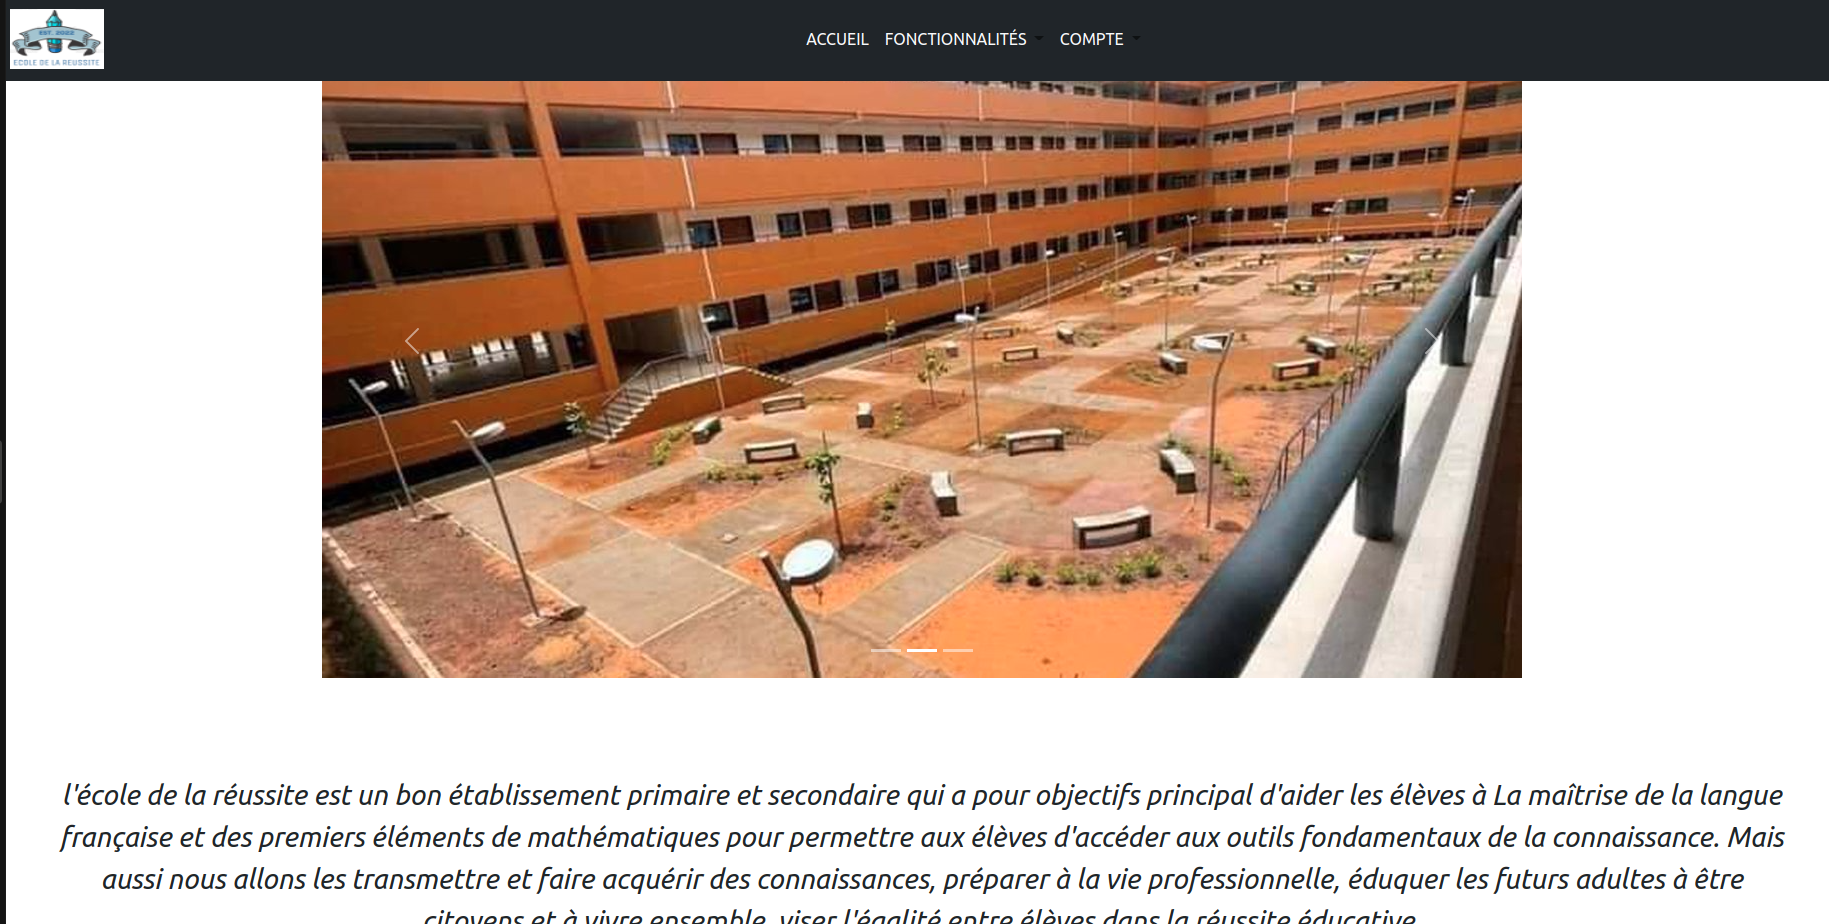 EST. 2022
ECOLE DE LA REUSSITE
ACCUEIL FONCTIONNALITÉS COMPTE
l'école de la réussite est un bon établissement primaire et secondaire qui a pour objectifs principal d'aider les élèves à La maîtrise de la langue
française et des premiers éléments de mathématiques pour permettre aux élèves d'accéder aux outils fondamentaux de la connaissance. Mais
aussi nous allons les transmettre et faire acquérir des connaissances, préparer à la vie professionnelle, éduquer les futurs adultes à être
citoyens et à vivre ensemble, viser l'égalité entre élèves dans la réussite éducative.